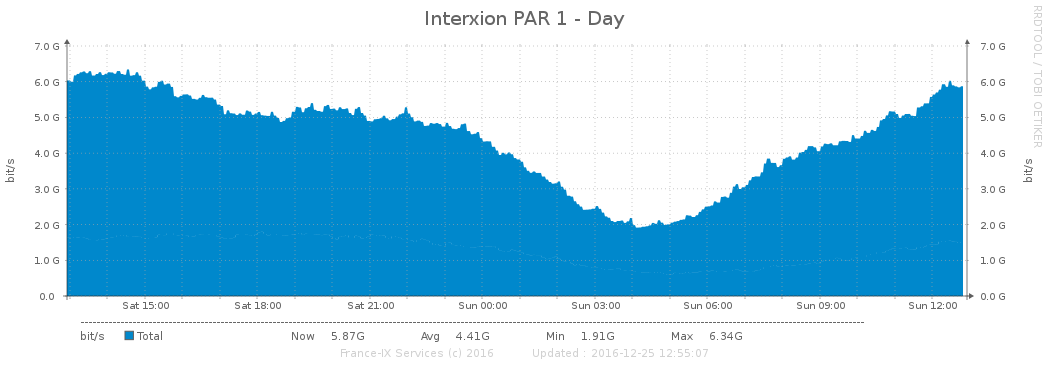 Interxion PAR 1 - Day
RRDTOOL / TOBI OETIKER
7.0 G 7.0 G
6.0 G 6.0 G
5.0 G 5.0 G
4.0 G 4.0 G
3.0 G 3.0 G
2.0 G 2.0 G
1.0 G 1.0 G
0.0 0.0 G
bit/s bit/s
Sat 15:00 Sat 18:00 Sat 21:00 Sun 00:00 Sun 03:00 Sun 06:00 Sun 09:00 Sun 12:00
bit/s Total Now 5.87G Avg 4.41G Min 1.91G Max 6.34G
France-IX Services (c) 2016 Updated : 2016-12-25 12:55:07